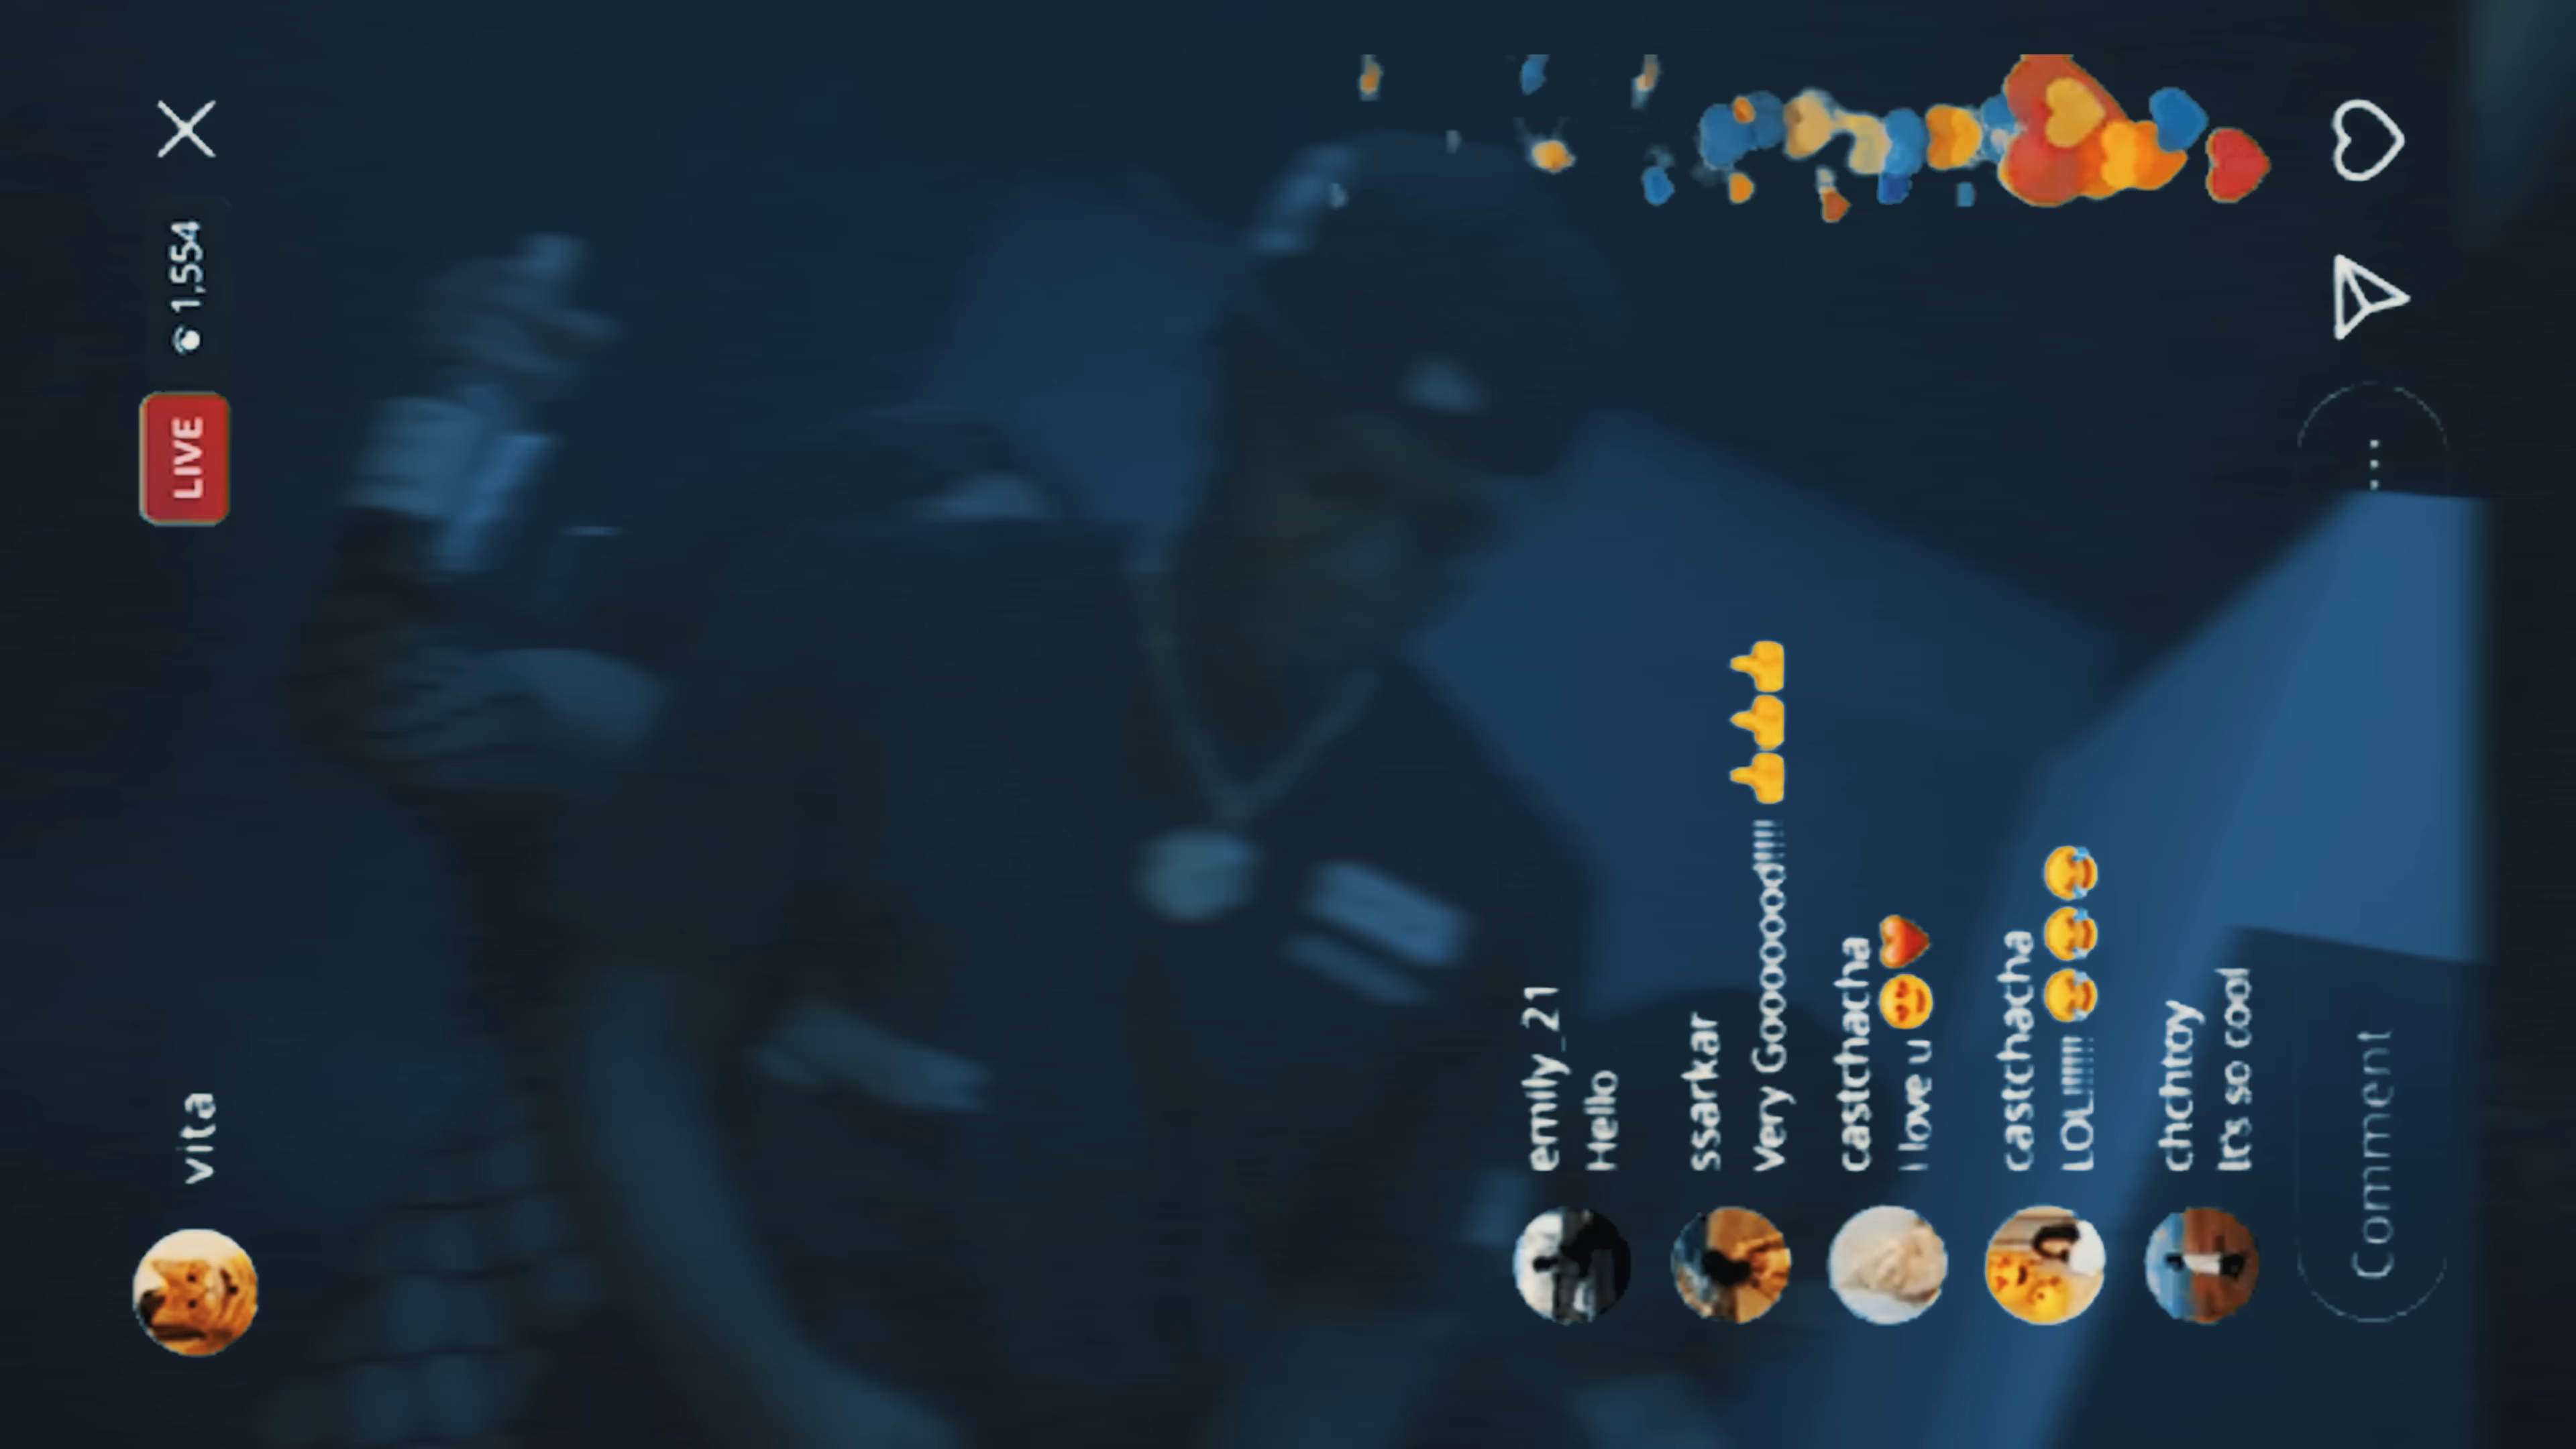 vita
LIVE
1,554
emily_21
Hello
ssarkar
Very Goooooood!!!! 👍👍👍
castchacha
I love u 😍❤️
castchacha
LOL!!!!!! 😂😂😂
chchtoy
It's so cool
Comment